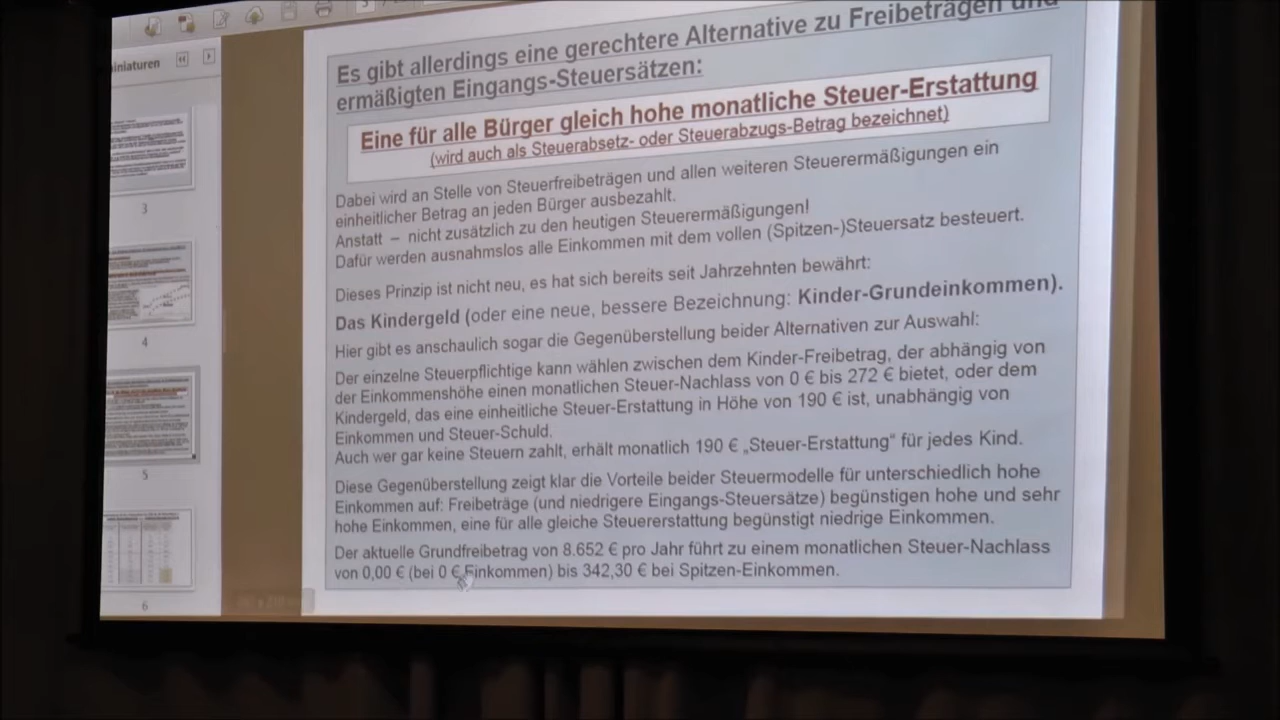 Es gibt allerdings eine gerechtere Alternative zu Freibeträgen und
ermäßigten Eingangs-Steuersätzen:
Eine für alle Bürger gleich hohe monatliche Steuer-Erstattung
(wird auch als Steuerabsetz- oder Steuerabzugs-Betrag bezeichnet)
Dabei wird an Stelle von Steuerfreibeträgen und allen weiteren Steuerermäßigungen ein
einheitlicher Betrag an jeden Bürger ausbezahlt.
Anstatt – nicht zusätzlich zu den heutigen Steuerermäßigungen!
Dafür werden ausnahmslos alle Einkommen mit dem vollen (Spitzen-)Steuersatz besteuert.
Dieses Prinzip ist nicht neu, es hat sich bereits seit Jahrzehnten bewährt:
Das Kindergeld (oder eine neue, bessere Bezeichnung: Kinder-Grundeinkommen).
Hier gibt es anschaulich sogar die Gegenüberstellung beider Alternativen zur Auswahl:
Der einzelne Steuerpflichtige kann wählen zwischen dem Kinder-Freibetrag, der abhängig von
der Einkommenshöhe einen monatlichen Steuer-Nachlass von 0 € bis 272 € bietet, oder dem
Kindergeld, das eine einheitliche Steuer-Erstattung in Höhe von 190 € ist, unabhängig von
Einkommen und Steuer-Schuld.
Auch wer gar keine Steuern zahlt, erhält monatlich 190 € „Steuer-Erstattung“ für jedes Kind.
Diese Gegenüberstellung zeigt klar die Vorteile beider Steuermodelle für unterschiedlich hohe
Einkommen auf: Freibeträge (und niedrigere Eingangs-Steuersätze) begünstigen hohe und sehr
hohe Einkommen, eine für alle gleiche Steuererstattung begünstigt niedrige Einkommen.
Der aktuelle Grundfreibetrag von 8.652 € pro Jahr führt zu einem monatlichen Steuer-Nachlass
von 0,00 € (bei 0 € Einkommen) bis 342,30 € bei Spitzen-Einkommen.
3
4
5
6